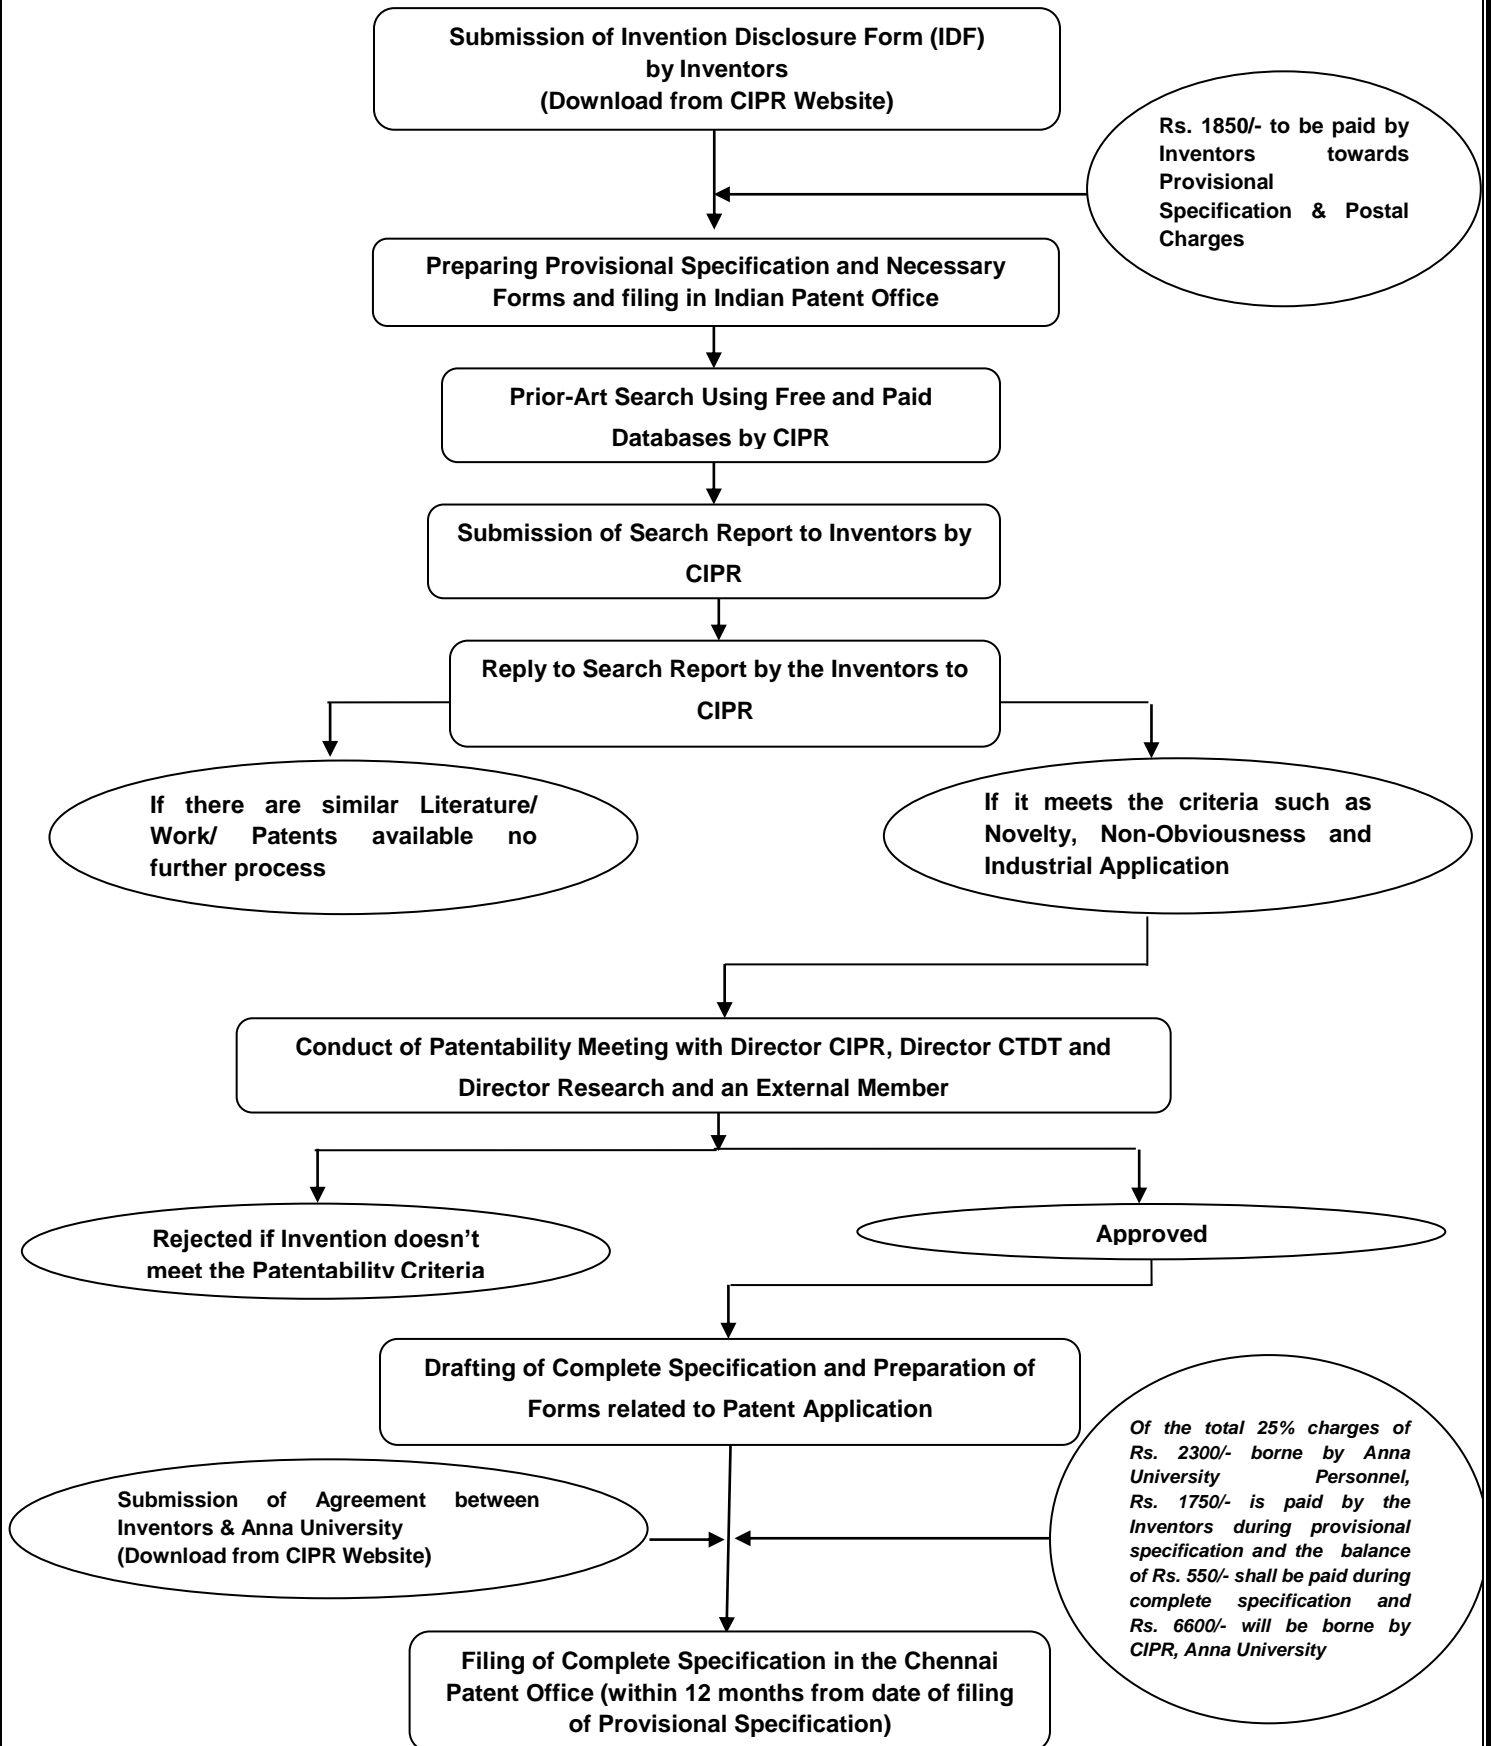 Submission of Invention Disclosure Form (IDF)
by Inventors
(Download from CIPR Website)
Rs. 1850/- to be paid by
Inventors towards
Provisional
Specification & Postal
Charges
Preparing Provisional Specification and Necessary
Forms and filing in Indian Patent Office
Prior-Art Search Using Free and Paid
Databases by CIPR
Submission of Search Report to Inventors by
CIPR
Reply to Search Report by the Inventors to
CIPR
If there are similar Literature/
Work/ Patents available no
further process
If it meets the criteria such as
Novelty, Non-Obviousness and
Industrial Application
Conduct of Patentability Meeting with Director CIPR, Director CTDT and
Director Research and an External Member
Rejected if Invention doesn’t
meet the Patentability Criteria
Approved
Drafting of Complete Specification and Preparation of
Forms related to Patent Application
Submission of Agreement between
Inventors & Anna University
(Download from CIPR Website)
Of the total 25% charges of
Rs. 2300/- borne by Anna
University Personnel,
Rs. 1750/- is paid by the
Inventors during provisional
specification and the balance
of Rs. 550/- shall be paid during
complete specification and
Rs. 6600/- will be borne by
CIPR, Anna University
Filing of Complete Specification in the Chennai
Patent Office (within 12 months from date of filing
of Provisional Specification)